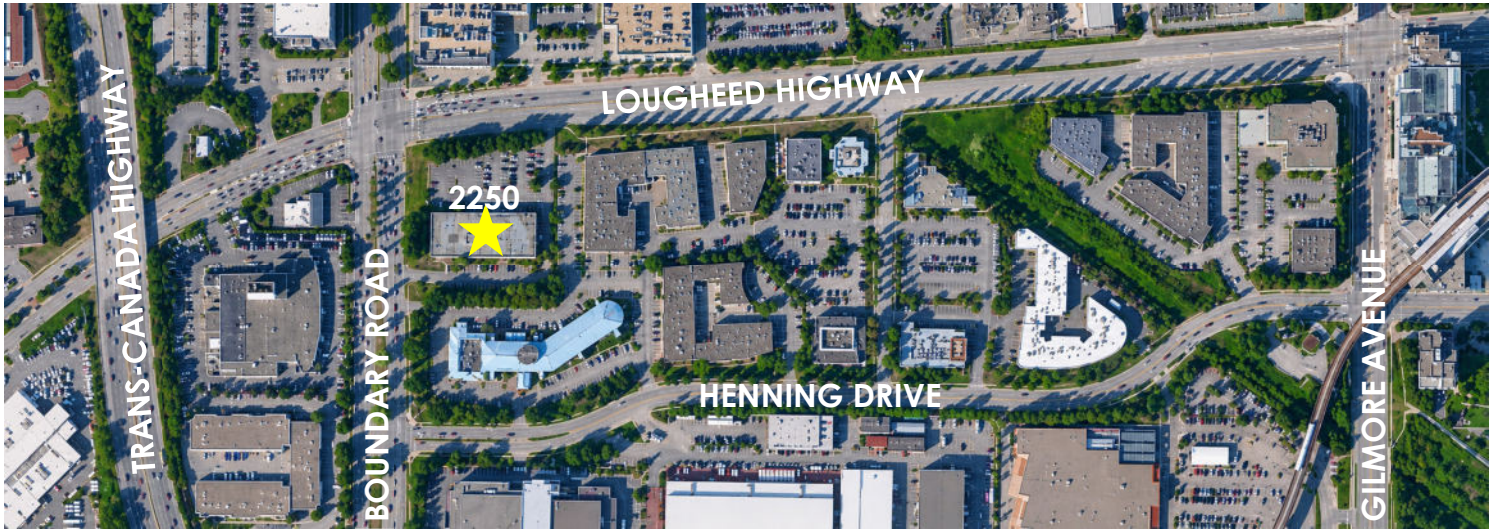 LOUGHEED HIGHWAY
TRANS-CANADA HIGHWAY
2250
BOUNDARY ROAD
GILMORE AVENUE
HENNING DRIVE